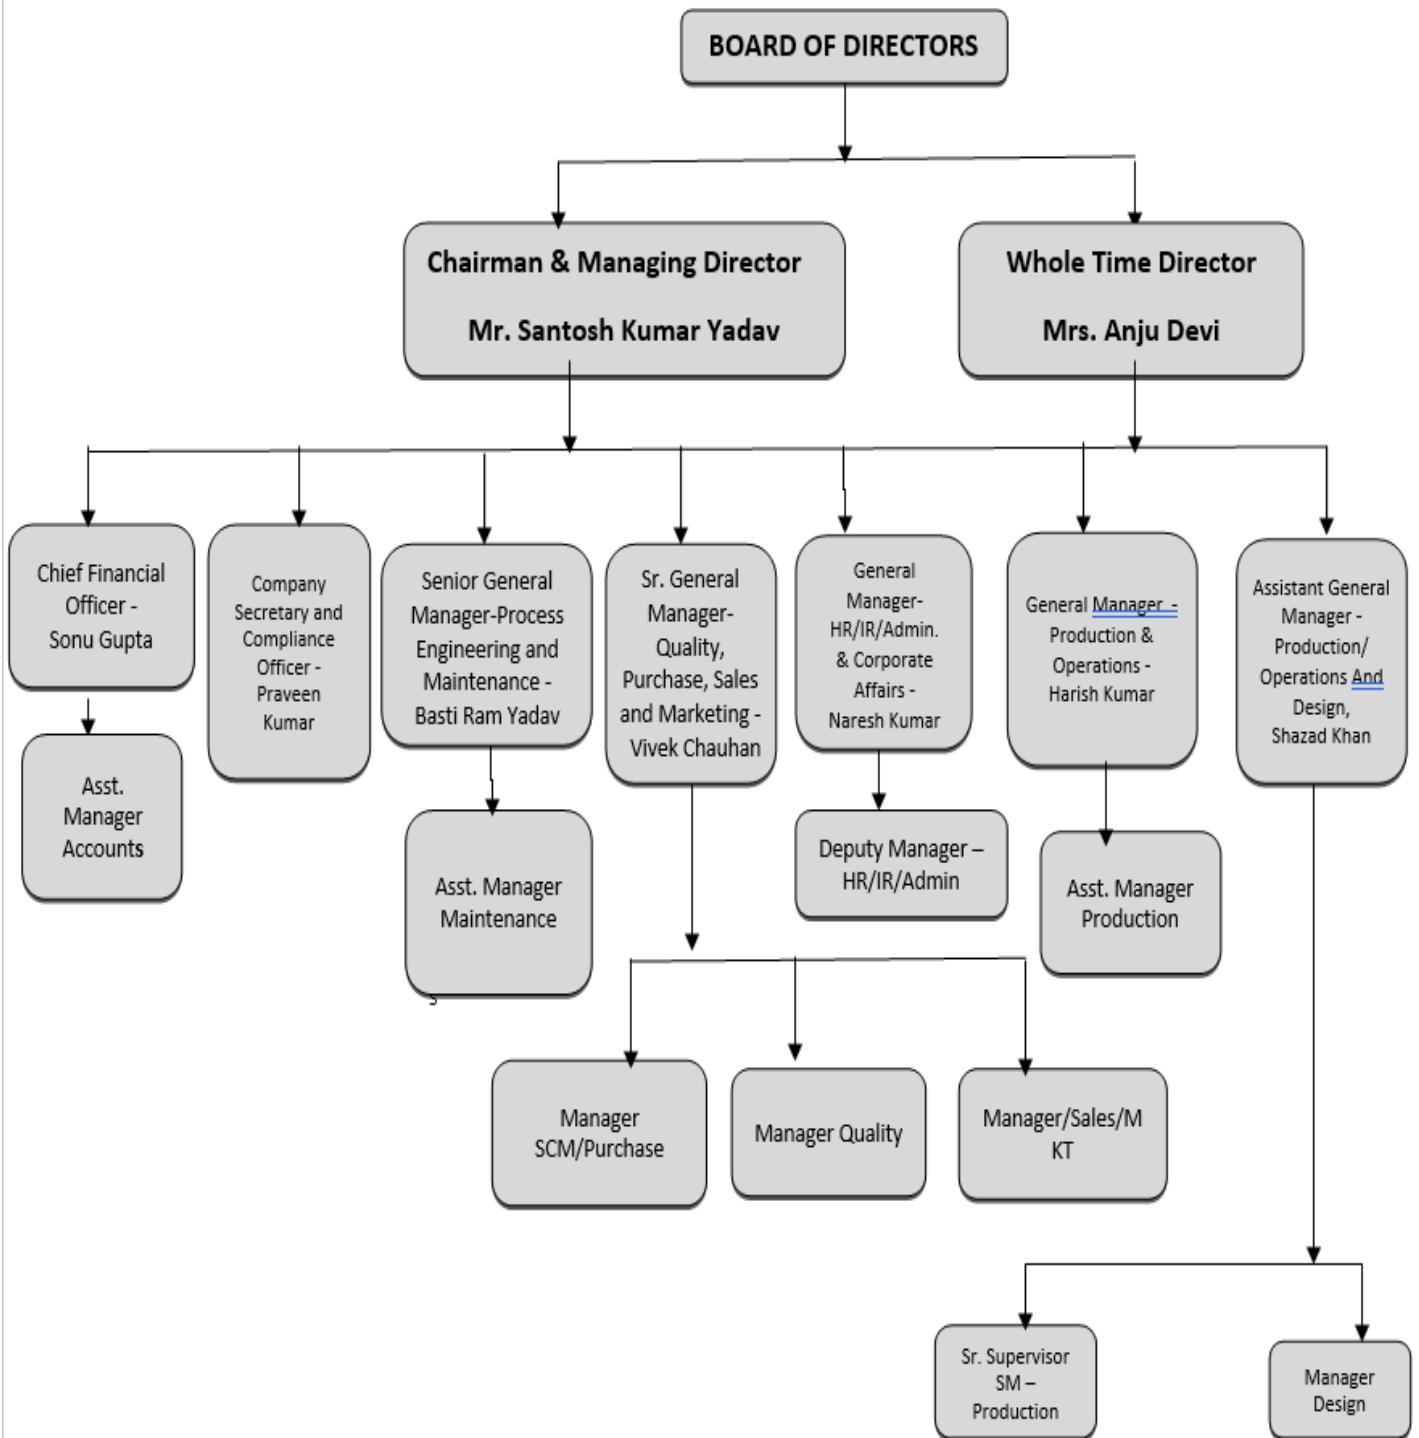 BOARD OF DIRECTORS
Chairman & Managing Director
Mr. Santosh Kumar Yadav
Whole Time Director
Mrs. Anju Devi
Chief Financial
Officer -
Sonu Gupta
Company
Secretary and
Compliance
Officer -
Praveen
Kumar
Senior General
Manager-Process
Engineering and
Maintenance -
Basti Ram Yadav
Sr. General
Manager-
Quality,
Purchase, Sales
and Marketing -
Vivek Chauhan
General
Manager-
HR/IR/Admin.
& Corporate
Affairs -
Naresh Kumar
General Manager -
Production &
Operations -
Harish Kumar
Assistant General
Manager -
Production/
Operations And
Design,
Shazad Khan
Asst.
Manager
Accounts
Asst. Manager
Maintenance
S
Deputy Manager –
HR/IR/Admin
Asst. Manager
Production
Manager
SCM/Purchase
Manager Quality
Manager/Sales/M
KT
Sr. Supervisor
SM –
Production
Manager
Design